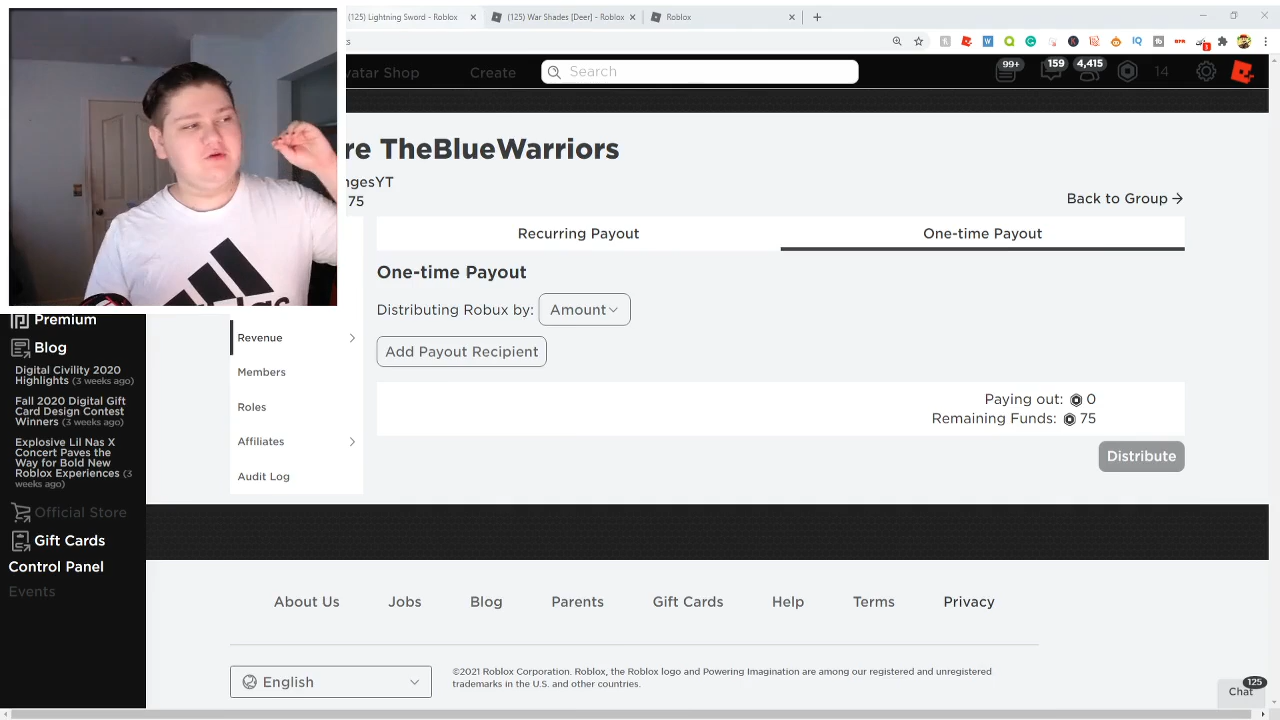 (125) Lightning Sword - Roblox
(125) War Shades [Deer] - Roblox
Roblox
vatar Shop
Create
Search
99+
159
4,415
14
3
re TheBlueWarriors
ngesYT
75
Back to Group →
Recurring Payout
One-time Payout
One-time Payout
Distributing Robux by: Amount
Add Payout Recipient
Paying out: 0
Remaining Funds: 75
Distribute
Revenue
Members
Roles
Affiliates
Audit Log
Premium
Blog
Digital Civility 2020
Highlights (3 weeks ago)
Fall 2020 Digital Gift
Card Design Contest
Winners (3 weeks ago)
Explosive Lil Nas X
Concert Paves the
Way for Bold New
Roblox Experiences (3
weeks ago)
Official Store
Gift Cards
Control Panel
Events
About Us
Jobs
Blog
Parents
Gift Cards
Help
Terms
Privacy
English
©2021 Roblox Corporation. Roblox, the Roblox logo and Powering Imagination are among our registered and unregistered
trademarks in the U.S. and other countries.
Chat
125